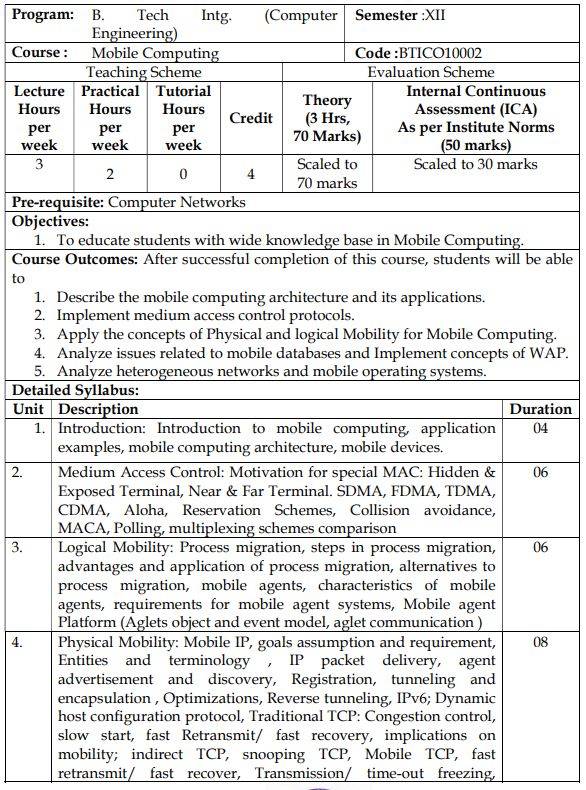 Program: B. Tech Intg. (Computer Engineering) Semester :XII
Course : Mobile Computing Code :BTICO10002
Teaching Scheme Evaluation Scheme
Lecture Hours per week Practical Hours per week Tutorial Hours per week Credit Theory (3 Hrs, 70 Marks) Internal Continuous Assessment (ICA) As per Institute Norms (50 marks)
3 2 0 4 Scaled to 70 marks Scaled to 30 marks
Pre-requisite: Computer Networks
Objectives:
1. To educate students with wide knowledge base in Mobile Computing.
Course Outcomes: After successful completion of this course, students will be able
to
1. Describe the mobile computing architecture and its applications.
2. Implement medium access control protocols.
3. Apply the concepts of Physical and logical Mobility for Mobile Computing.
4. Analyze issues related to mobile databases and Implement concepts of WAP.
5. Analyze heterogeneous networks and mobile operating systems.
Detailed Syllabus:
Unit Description Duration
1. Introduction: Introduction to mobile computing, application 04
examples, mobile computing architecture, mobile devices.
2. Medium Access Control: Motivation for special MAC: Hidden & 06
Exposed Terminal, Near & Far Terminal. SDMA, FDMA, TDMA,
CDMA, Aloha, Reservation Schemes, Collision avoidance,
MACA, Polling, multiplexing schemes comparison
3. Logical Mobility: Process migration, steps in process migration, 06
advantages and application of process migration, alternatives to
process migration, mobile agents, characteristics of mobile
agents, requirements for mobile agent systems, Mobile agent
Platform (Aglets object and event model, aglet communication )
4. Physical Mobility: Mobile IP, goals assumption and requirement, 08
Entities and terminology , IP packet delivery, agent
advertisement and discovery, Registration, tunneling and
encapsulation , Optimizations, Reverse tunneling, IPv6; Dynamic
host configuration protocol, Traditional TCP: Congestion control,
slow start, fast Retransmit/ fast recovery, implications on
mobility; indirect TCP, snooping TCP, Mobile TCP, fast
retransmit/ fast recover, Transmission/ time-out freezing,